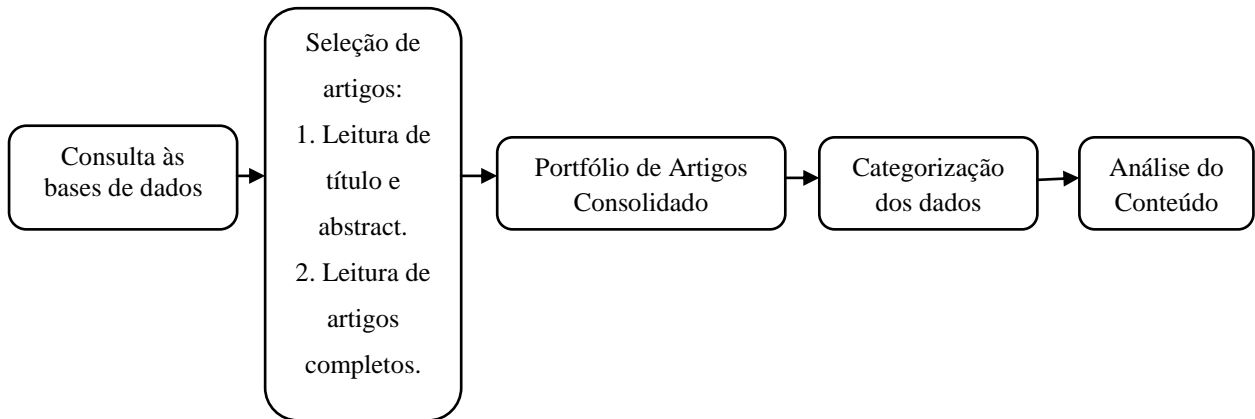 Consulta às
bases de dados
Seleção de
artigos:
1. Leitura de
título e
abstract.
2. Leitura de
artigos
completos.
Portfólio de Artigos
Consolidado
Categorização
dos dados
Análise do
Conteúdo